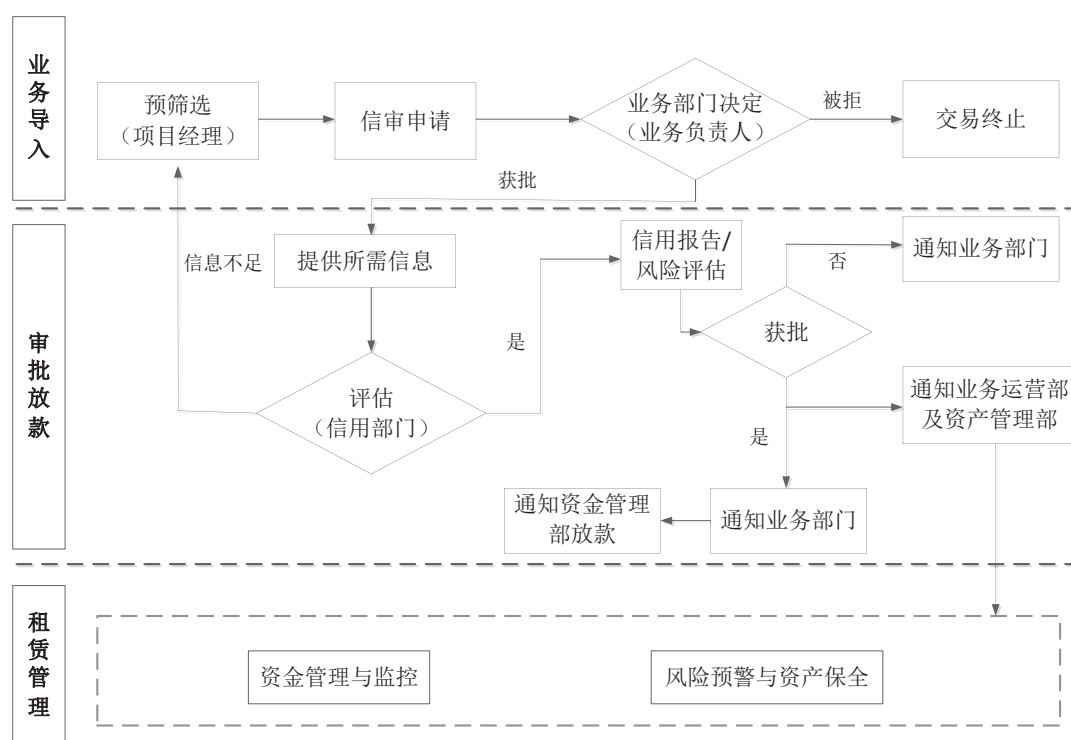 业务导入
预筛选
（项目经理）
信审申请
业务部门决定
（业务负责人）
被拒
交易终止
获批
审批放款
信息不足
提供所需信息
信用报告/
风险评估
否
通知业务部门
是
获批
评估
（信用部门）
通知业务运营部
及资产管理部
是
通知资金管理
部放款
通知业务部门
租赁管理
资金管理与监控
风险预警与资产保全